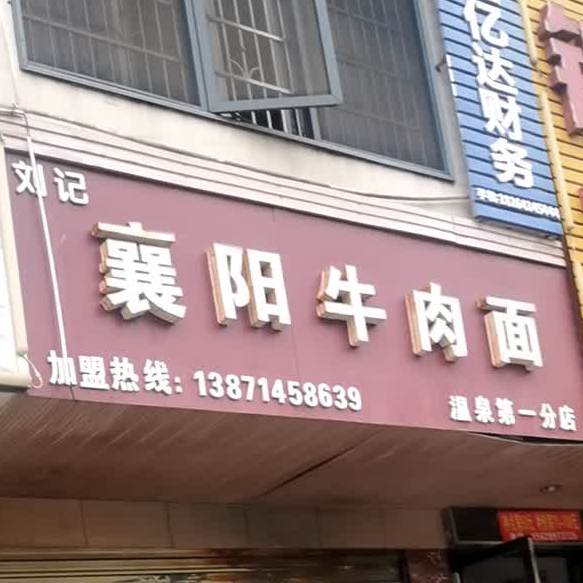 亿达财务
刘记
襄阳牛肉面
加盟热线: 13871458639
温泉第一分店